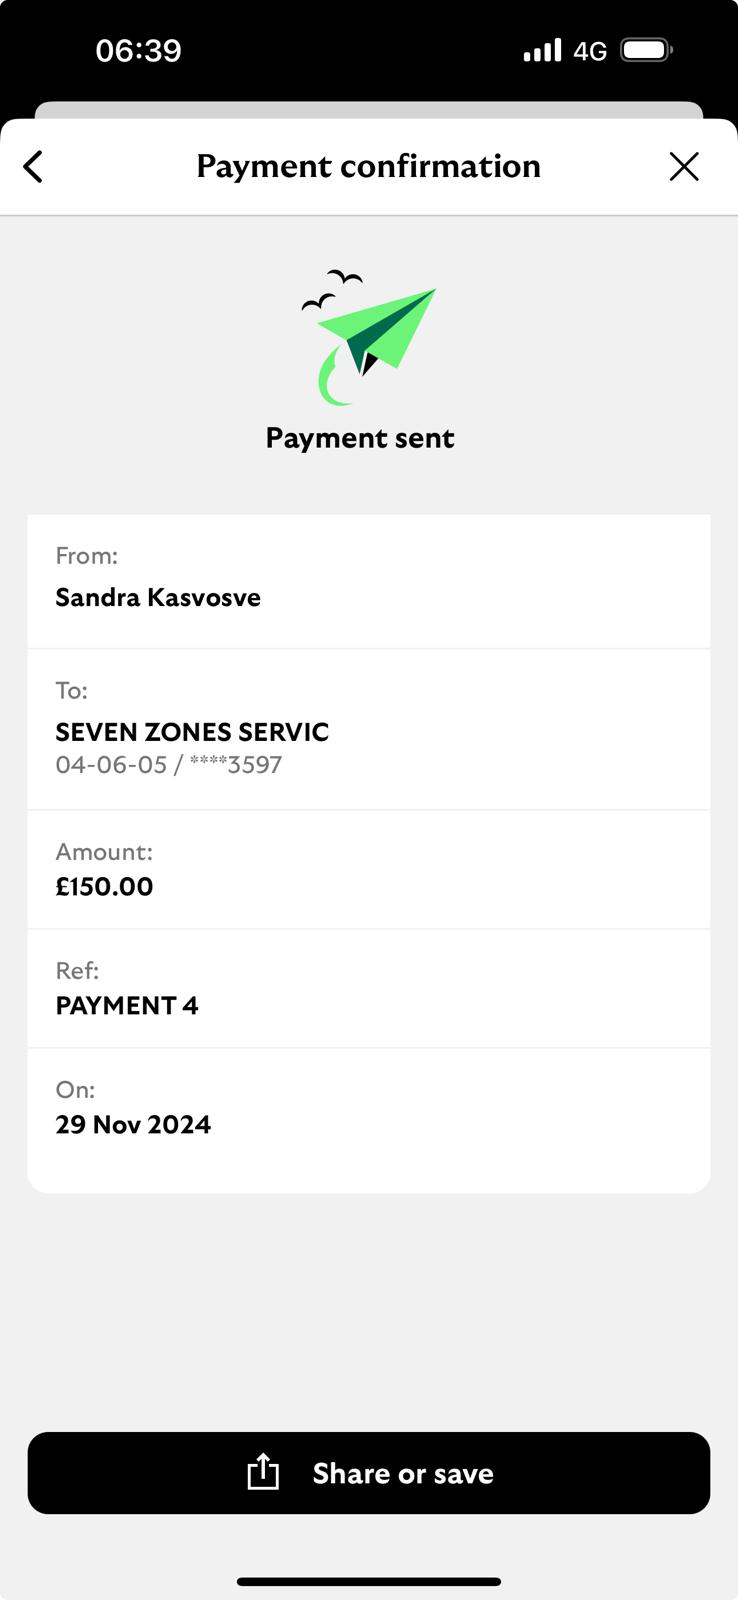 06:39
4G
Payment confirmation
Payment sent
From:
Sandra Kasvosve
To:
SEVEN ZONES SERVIC
04-06-05 / ****3597
Amount:
£150.00
Ref:
PAYMENT 4
On:
29 Nov 2024
Share or save